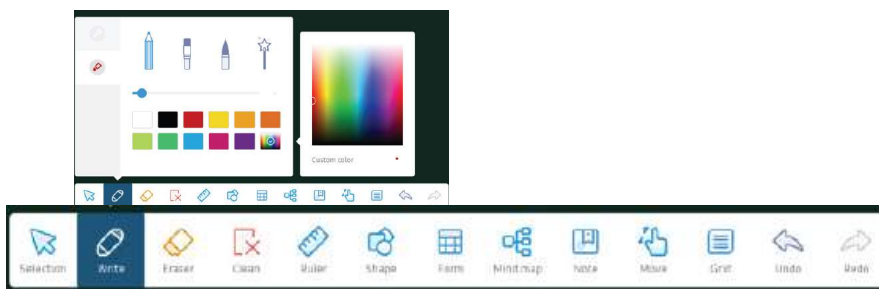 Custom color
Selection Write Eraser Clean Ruler Shape Form Mind map Note Move Grid Undo Redo